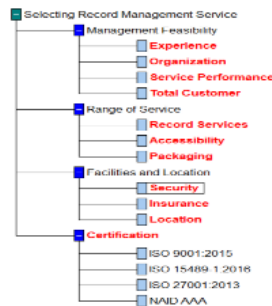 Selecting Record Management Service
Management Feasibility
Experience
Organization
Service Performance
Total Customer
Range of Service
Record Services
Accessibility
Packaging
Facilities and Location
Security
Insurance
Location
Certification
ISO 9001:2015
ISO 15489-1:2016
ISO 27001:2013
NAID AAA